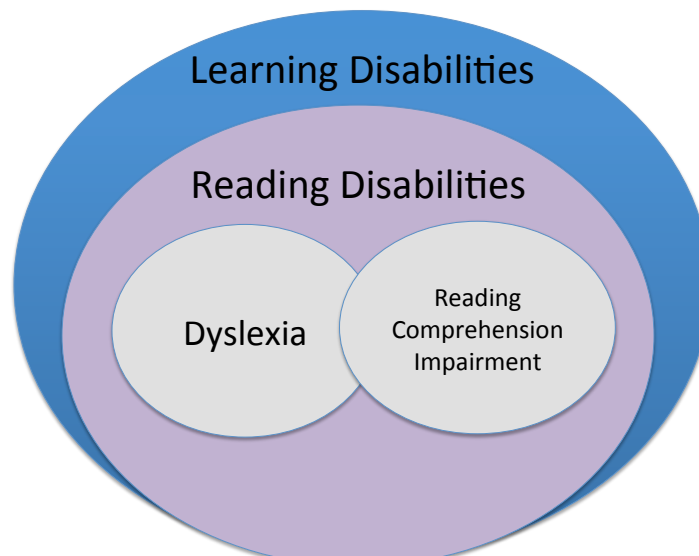 Learning Disabilities
Reading Disabilities
Dyslexia
Reading
Comprehension
Impairment